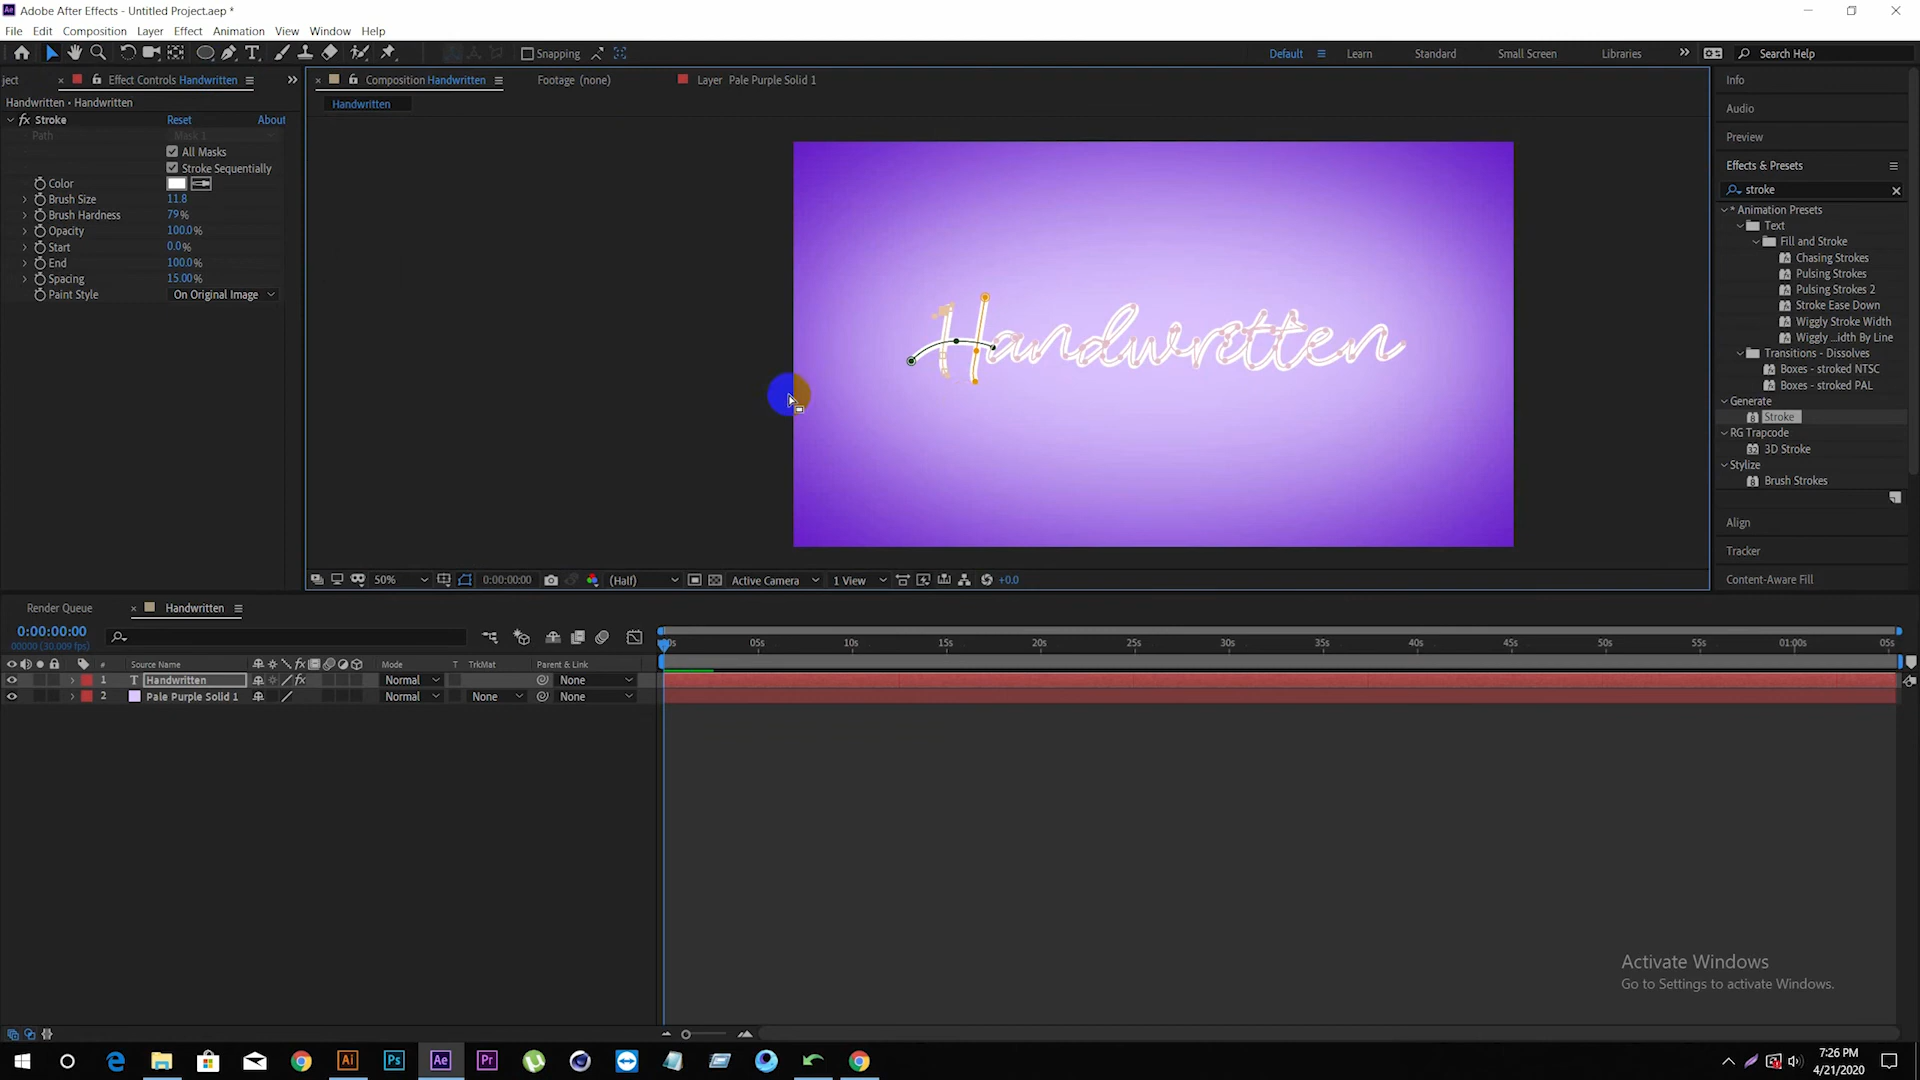 Adobe After Effects - Untitled Project.aep *
File Edit Composition Layer Effect Animation View Window Help
Snapping
Default Learn Standard Small Screen Libraries Search Help
ject Effect Controls Handwritten
Handwritten • Handwritten
Stroke Reset About
Path Mask 1
All Masks
Stroke Sequentially
Color
Brush Size 11.8
Brush Hardness 79%
Opacity 100.0%
Start 0.0%
End 100.0%
Spacing 15.00%
Paint Style On Original Image
Composition Handwritten Footage (none) Layer Pale Purple Solid 1
Handwritten
Handwritten
50% 0:00:00:00 (Half) Active Camera 1 View +0.0
Info
Audio
Preview
Effects & Presets
stroke
* Animation Presets
Text
Fill and Stroke
Chasing Strokes
Pulsing Strokes
Pulsing Strokes 2
Stroke Ease Down
Wiggly Stroke Width
Wiggly ...idth By Line
Transitions - Dissolves
Boxes - stroked NTSC
Boxes - stroked PAL
Generate
Stroke
RG Trapcode
3D Stroke
Stylize
Brush Strokes
Align
Tracker
Content-Aware Fill
Render Queue Handwritten
0:00:00:00
00000 (30.009 fps)
# Source Name Mode T TrkMat Parent & Link
1 T Handwritten Normal None
2 Pale Purple Solid 1 Normal None None
05s 10s 15s 20s 25s 30s 35s 40s 45s 50s 55s 01:00s 05s
Activate Windows
Go to Settings to activate Windows.
Ai Ps Ae Pr
7:26 PM
4/21/2020